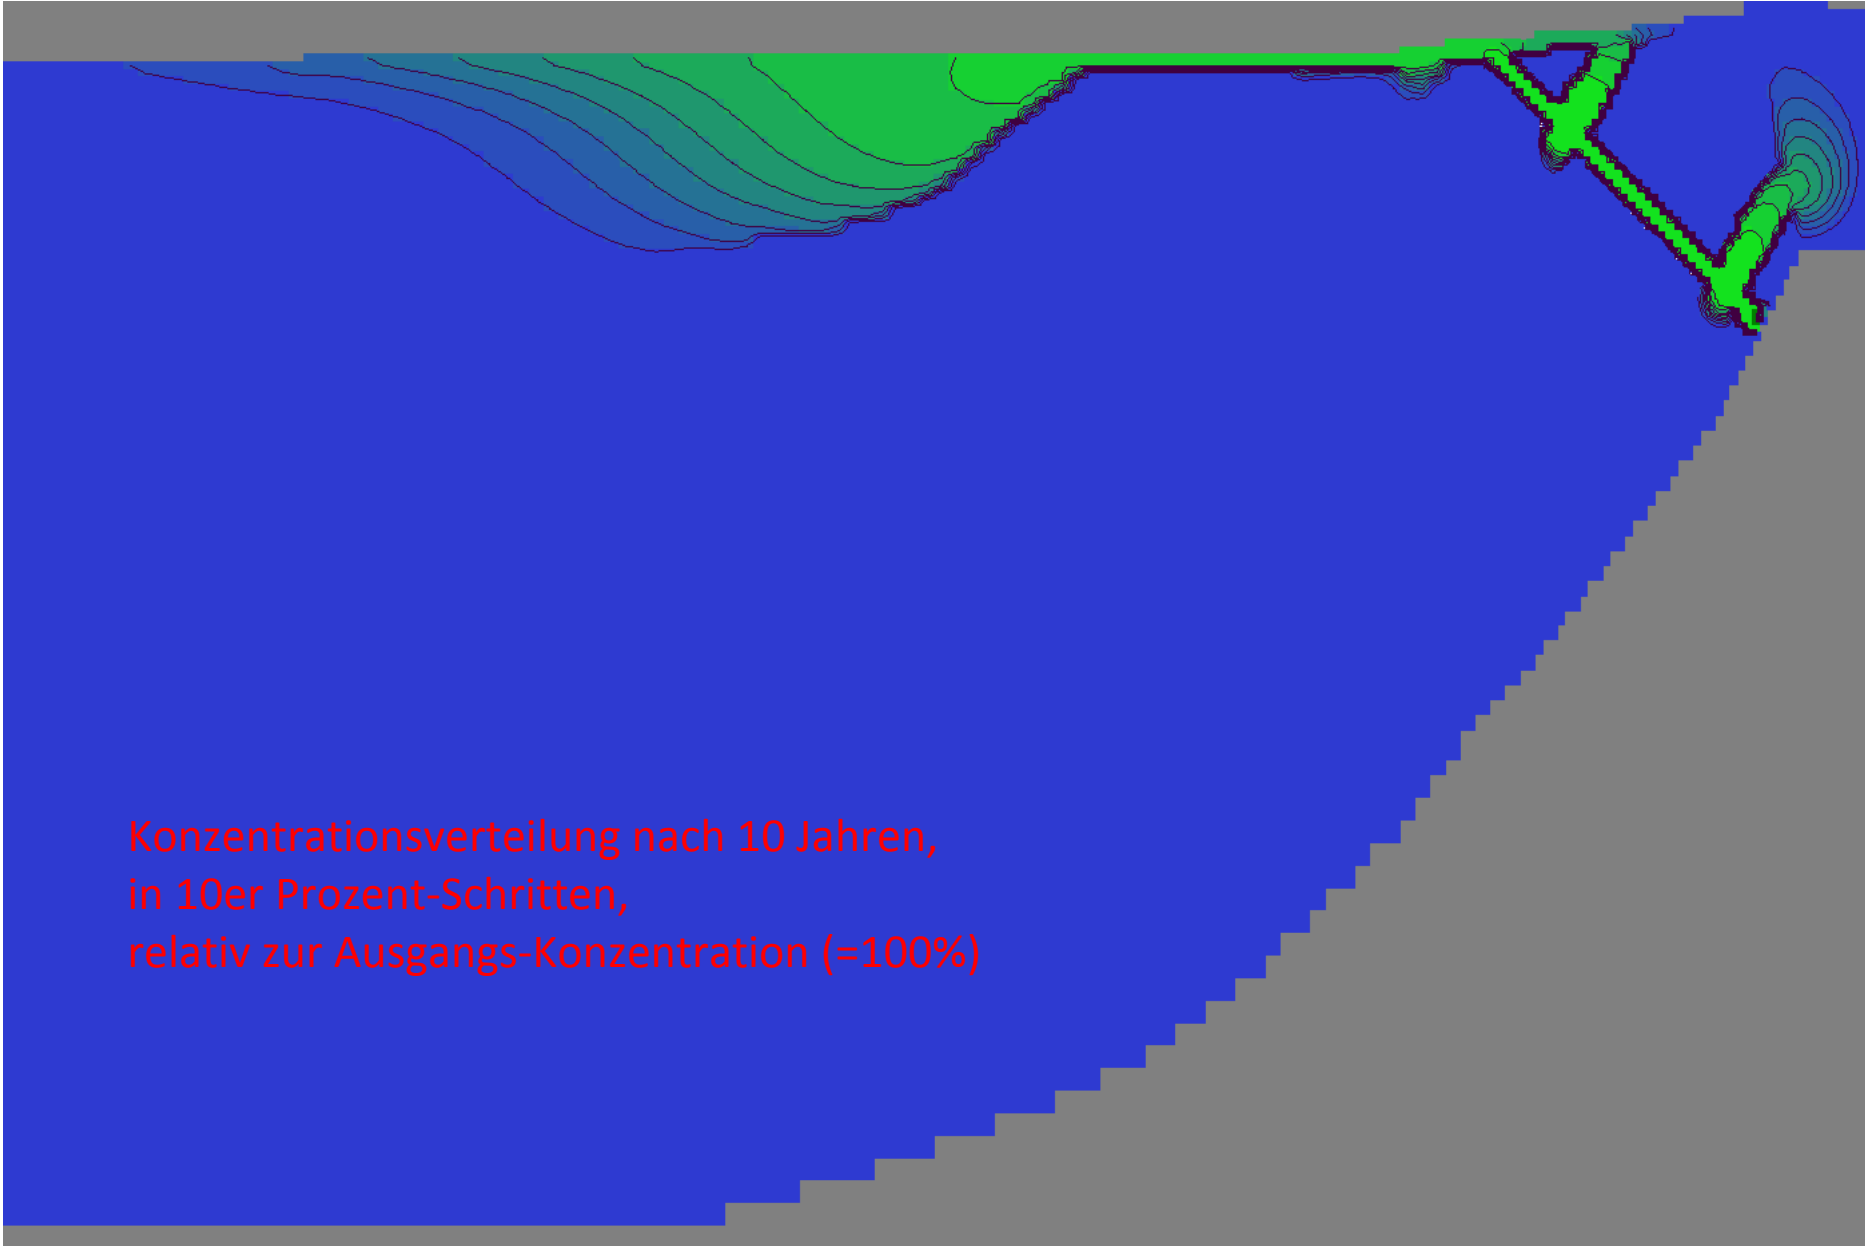 Konzentrationsverteilung nach 10 Jahren,
in 10er Prozent-Schritten,
relativ zur Ausgangs-Konzentration (=100%)